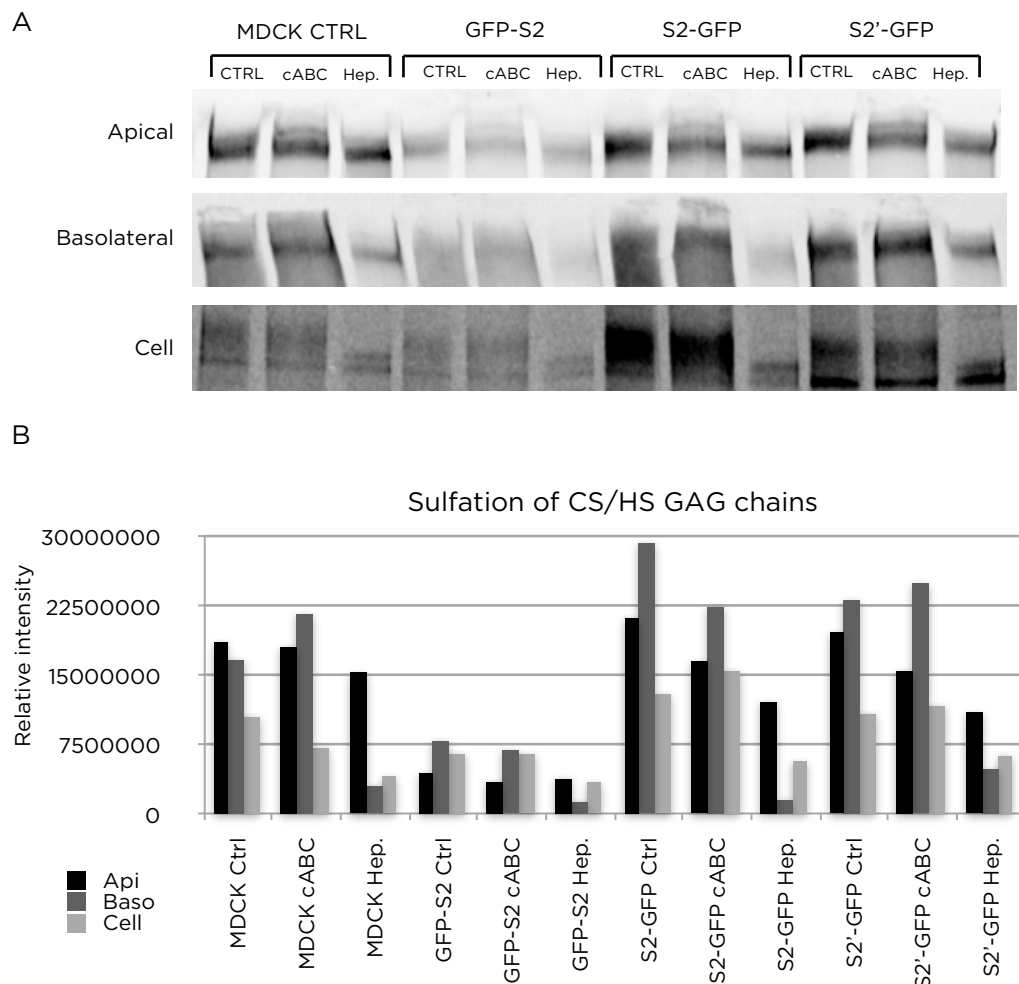 A
MDCK CTRL GFP-S2 S2-GFP S2’-GFP
CTRL cABC Hep. CTRL cABC Hep. CTRL cABC Hep. CTRL cABC Hep.
Apical
Basolateral
Cell
B
Sulfation of CS/HS GAG chains
Relative intensity
30000000
22500000
15000000
7500000
0
MDCK Ctrl
MDCK cABC
MDCK Hep.
GFP-S2 Ctrl
GFP-S2 cABC
GFP-S2 Hep.
S2-GFP Ctrl
S2-GFP cABC
S2-GFP Hep.
S2’-GFP Ctrl
S2’-GFP cABC
S2’-GFP Hep.
Api
Baso
Cell